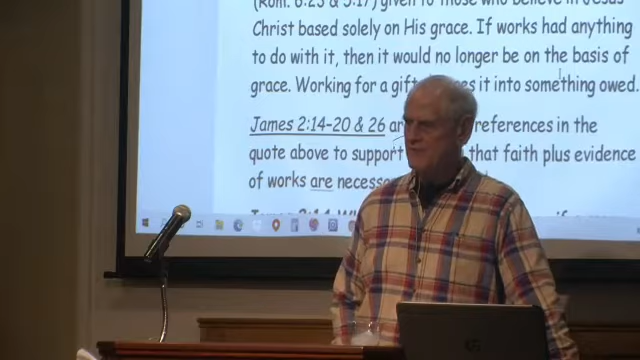 (Rom. 6:23 & 5:17) given to those who believe in Jesus
Christ based solely on His grace. If works had anything
to do with it, then it would no longer be on the basis of
grace. Working for a gift it into something owed.
James 2:14-20 & 26 references in the
quote above to support that faith plus evidence
of works are